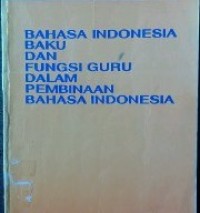 BAHASA INDONESIA
BAKU
DAN
FUNGSI GURU
DALAM
PEMBINAAN
BAHASA INDONESIA